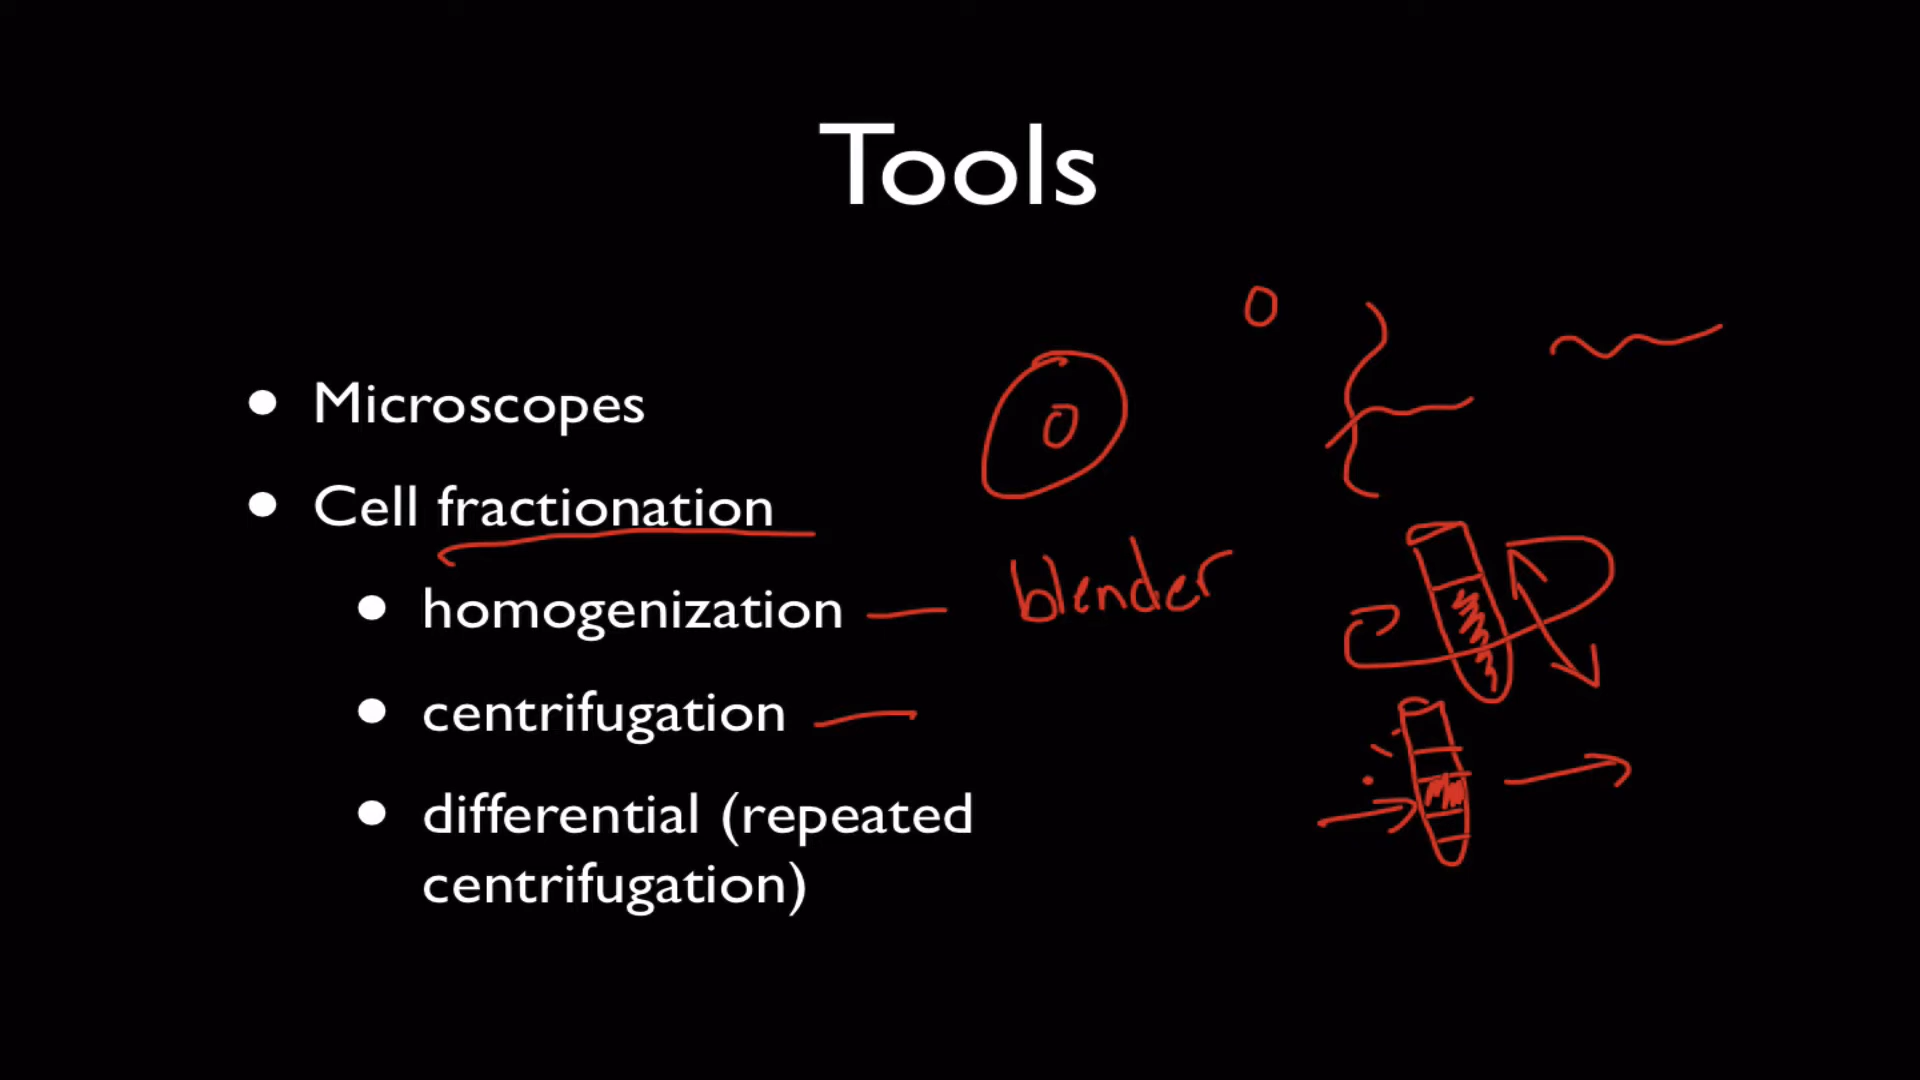 Tools
• Microscopes
• Cell fractionation
• homogenization — blender
• centrifugation —
• differential (repeated
centrifugation)